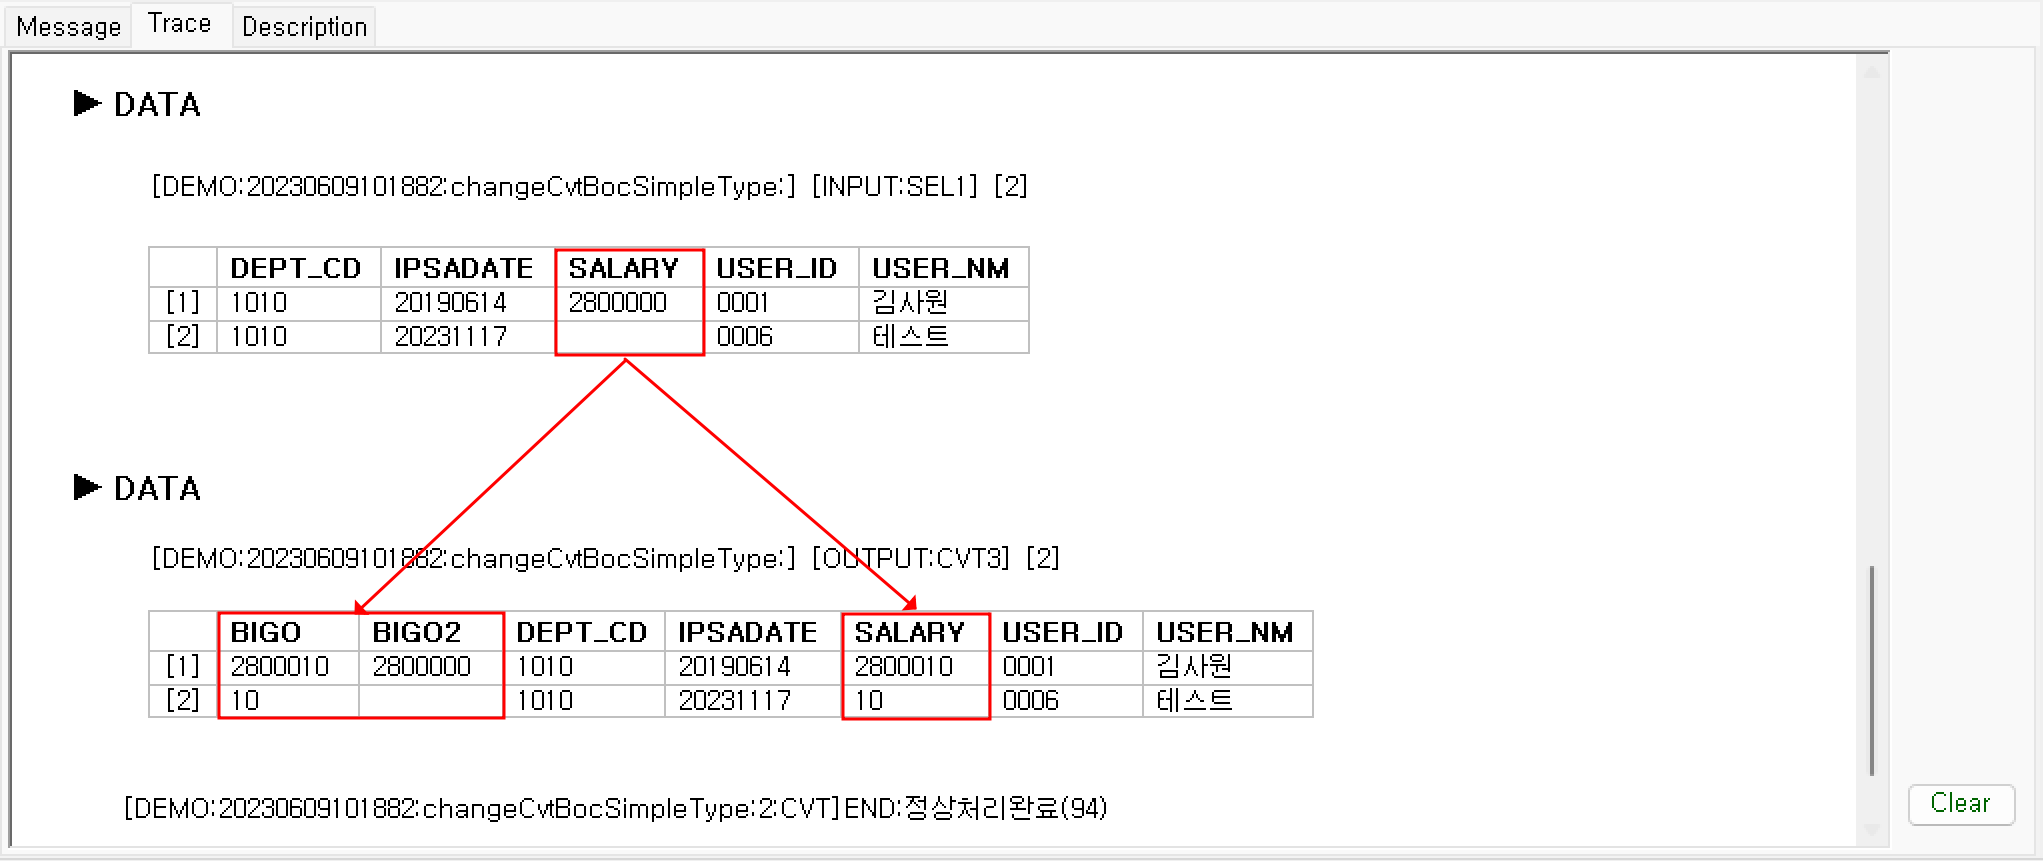 Message Trace Description
▶ DATA
[DEMO:20230609101882:changeCvtBocSimpleType:] [INPUT:SEL1] [2]
DEPT_CD IPSADATE SALARY USER_ID USER_NM
[1] 1010 20190614 2800000 0001 김사원
[2] 1010 20231117 0006 테스트
▶ DATA
[DEMO:20230609101882:changeCvtBocSimpleType:] [OUTPUT:CVT3] [2]
BIGO BIGO2 DEPT_CD IPSADATE SALARY USER_ID USER_NM
[1] 2800010 2800000 1010 20190614 2800010 0001 김사원
[2] 10 1010 20231117 10 0006 테스트
[DEMO:20230609101882:changeCvtBocSimpleType:2:CVT] END:정상처리완료(94)
Clear